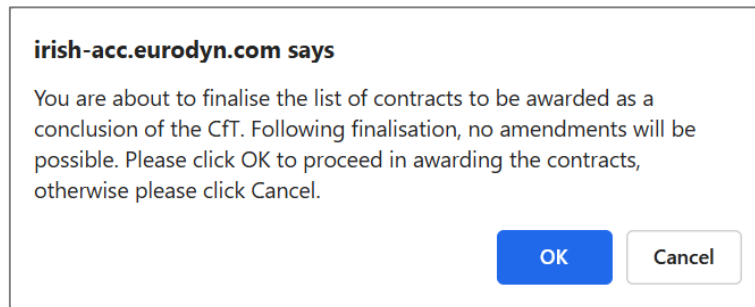 irish-acc.eurodyn.com says
You are about to finalise the list of contracts to be awarded as a
conclusion of the CfT. Following finalisation, no amendments will be
possible. Please click OK to proceed in awarding the contracts,
otherwise please click Cancel.
OK Cancel